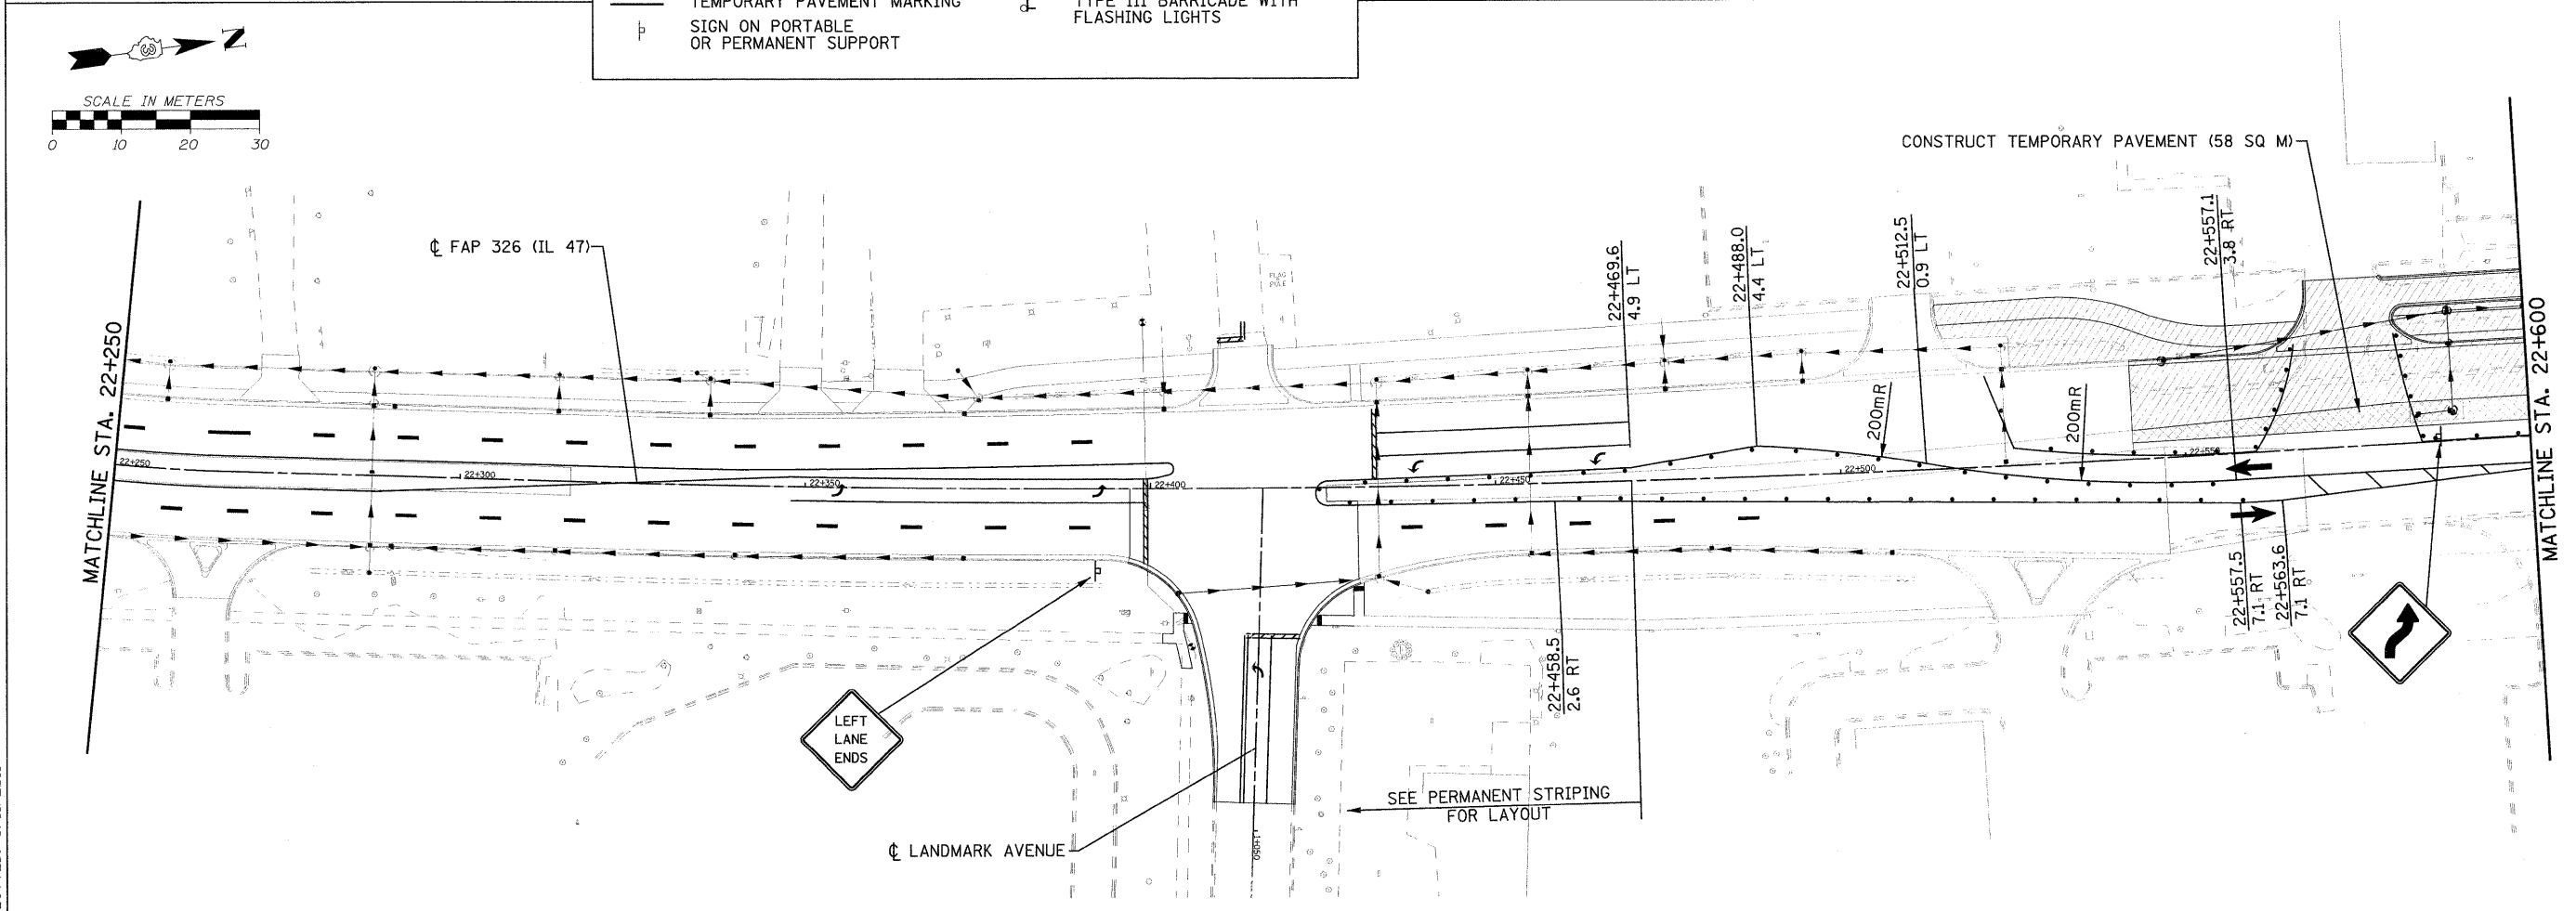 TEMPORARY PAVEMENT MARKING
SIGN ON PORTABLE
OR PERMANENT SUPPORT
TYPE III BARRICADE WITH
FLASHING LIGHTS
3
N
SCALE IN METERS
0 10 20 30
CONSTRUCT TEMPORARY PAVEMENT (58 SQ M)
℄ FAP 326 (IL 47)
FLAG
POLE
22+469.6
4.9 LT
22+488.0
4.4 LT
22+512.5
0.9 LT
22+557.1
3.8 RT
200mR
200mR
MATCHLINE STA. 22+250
MATCHLINE STA. 22+600
22+250
22+300
22+350
22+400
22+450
22+500
22+550
22+458.5
2.6 RT
22+557.5
7.1 RT
22+563.6
7.1 RT
LEFT
LANE
ENDS
SEE PERMANENT STRIPING
FOR LAYOUT
℄ LANDMARK AVENUE
1+050